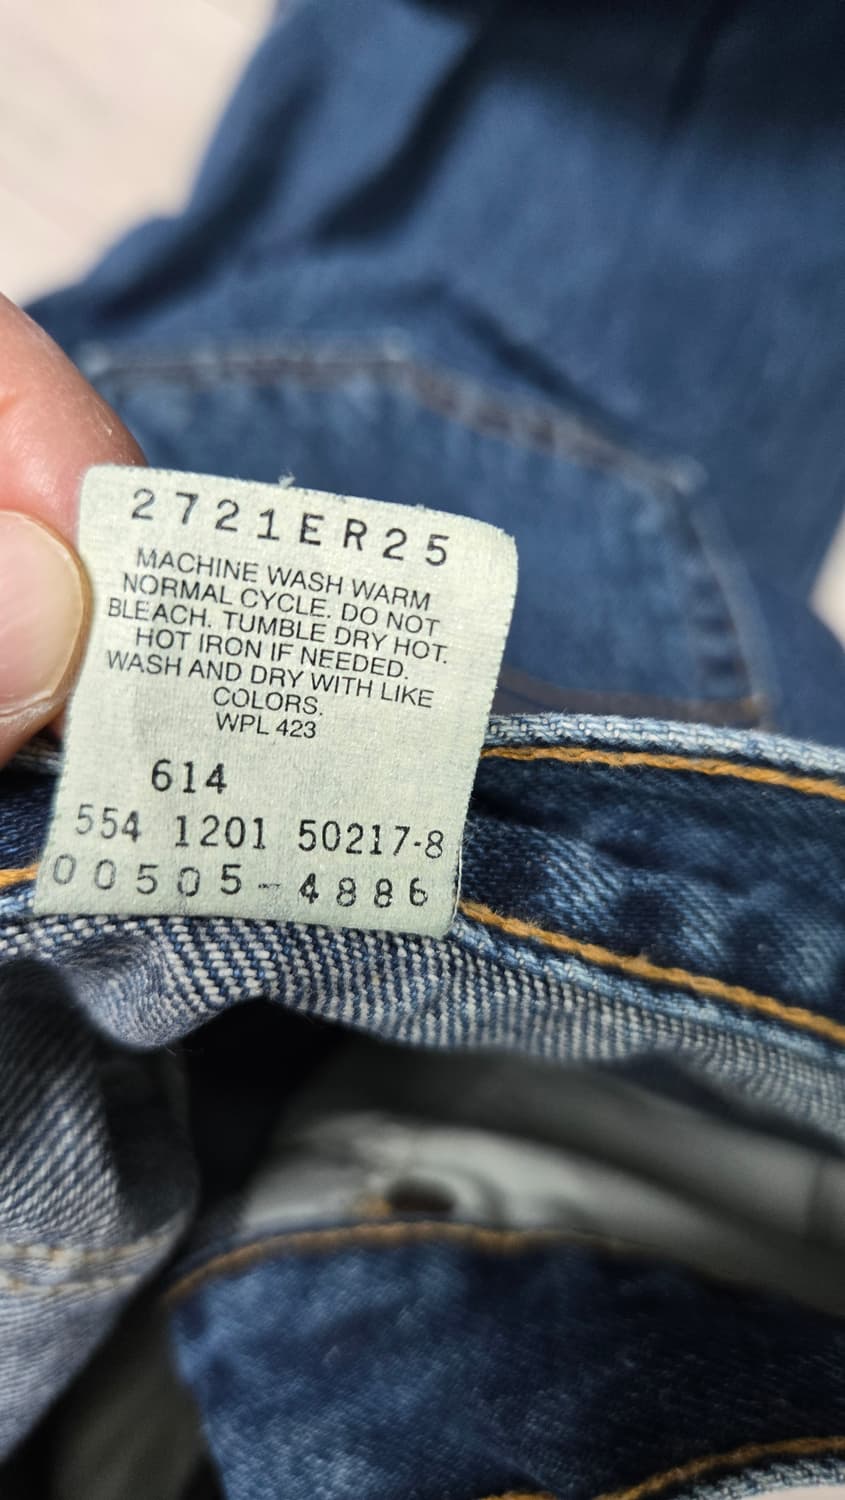 2721ER25
MACHINE WASH WARM
NORMAL CYCLE. DO NOT
BLEACH. TUMBLE DRY HOT.
HOT IRON IF NEEDED.
WASH AND DRY WITH LIKE
COLORS.
WPL 423
614
554 1201 50217-8
00505-4886